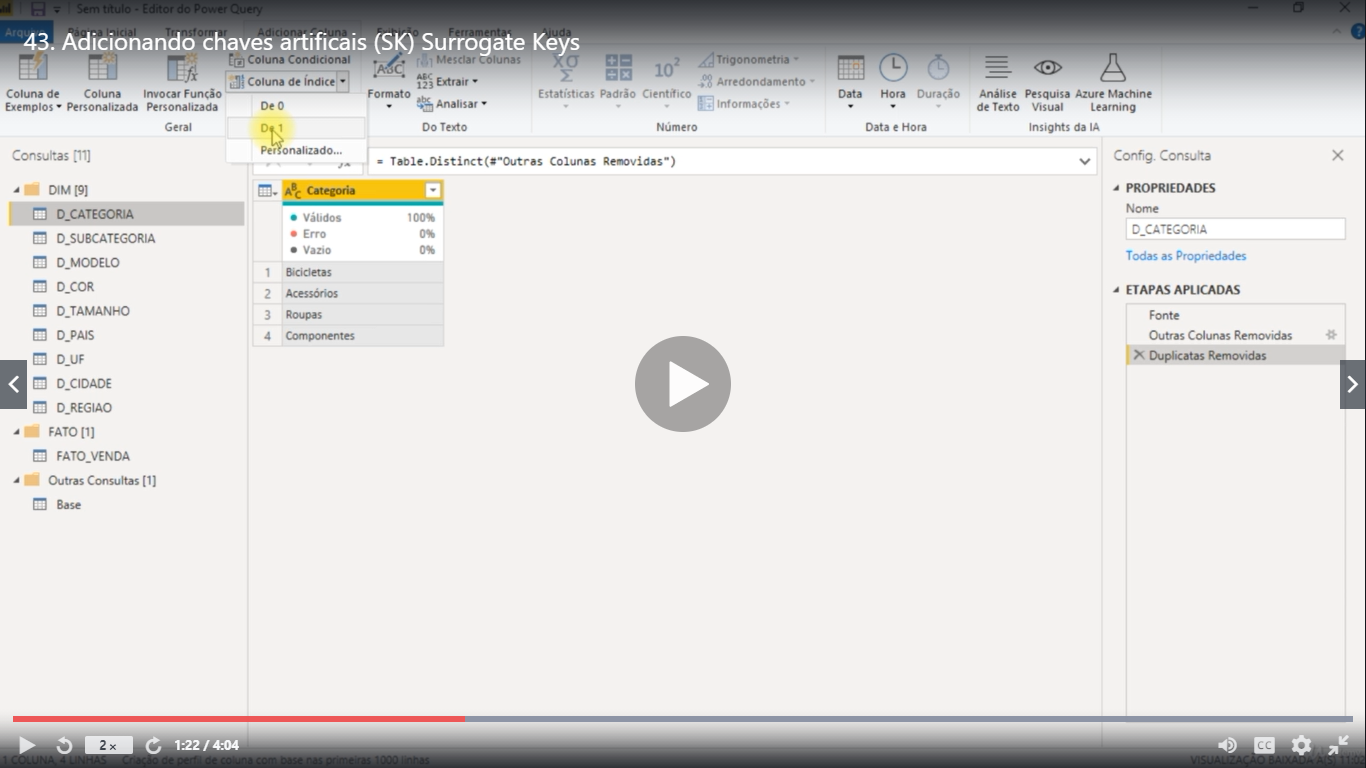 Sem título - Editor do Power Query
43. Adicionando chaves artificais (SK) Surrogate Keys
Arquivo Página Inicial Transformar Adicionar Coluna Exibição Ferramentas Ajuda
Coluna de Exemplos
Coluna Personalizada
Invocar Função Personalizada
Coluna Condicional
Coluna de Índice
De 0
De 1
Personalizado...
Geral
Formato
Mesclar Colunas
Extrair
Analisar
Do Texto
Estatísticas
Padrão
Científico
Trigonometria
Arredondamento
Informações
Número
Data
Hora
Duração
Data e Hora
Análise de Texto
Pesquisa Visual
Azure Machine Learning
Insights da IA
Consultas [11]
DIM [9]
D_CATEGORIA
D_SUBCATEGORIA
D_MODELO
D_COR
D_TAMANHO
D_PAIS
D_UF
D_CIDADE
D_REGIAO
FATO [1]
FATO_VENDA
Outras Consultas [1]
Base
= Table.Distinct(#"Outras Colunas Removidas")
ABC Categoria
Válidos 100%
Erro 0%
Vazio 0%
1 Bicicletas
2 Acessórios
3 Roupas
4 Componentes
Config. Consulta
PROPRIEDADES
Nome
D_CATEGORIA
Todas as Propriedades
ETAPAS APLICADAS
Fonte
Outras Colunas Removidas
Duplicatas Removidas
2×
1:22 / 4:04
CC
1 COLUNA, 4 LINHAS Criação de perfil de coluna com base nas primeiras 1000 linhas
VISUALIZAÇÃO BAIXADA À(S)